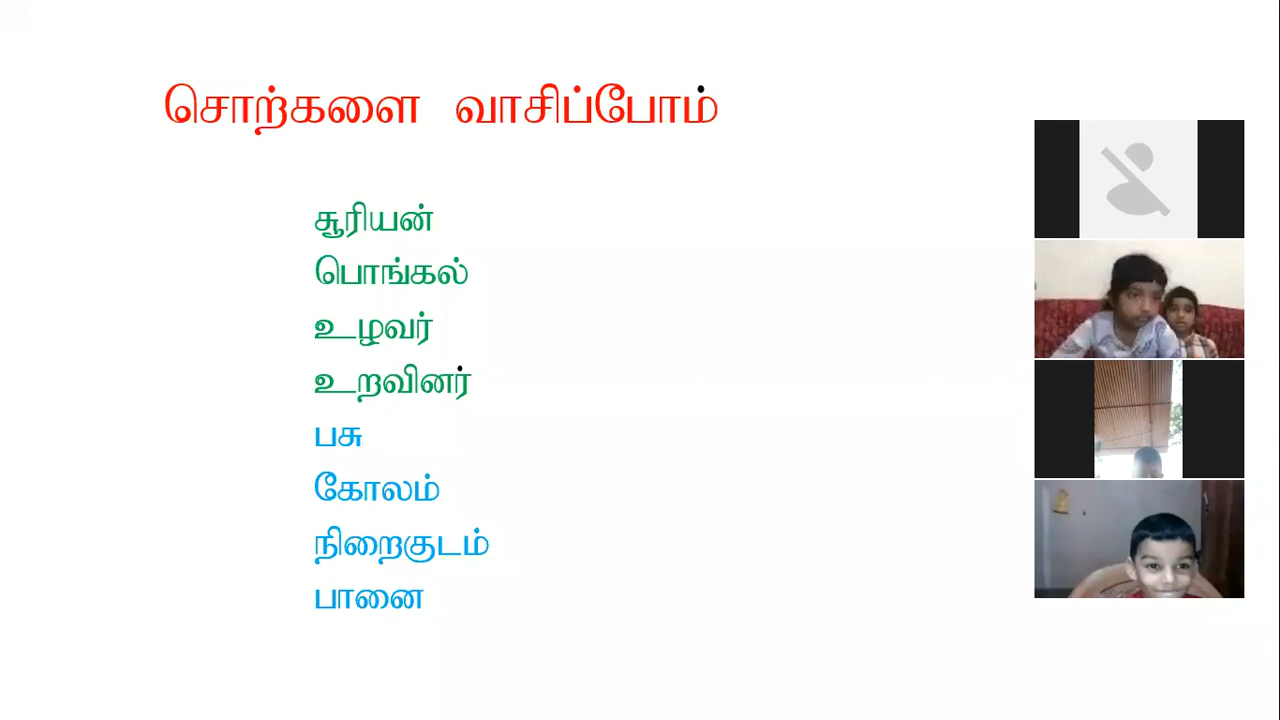 சொற்களை வாசிப்போம்
சூரியன்
பொங்கல்
உழவர்
உறவினர்
பசு
கோலம்
நிறைகுடம்
பானை